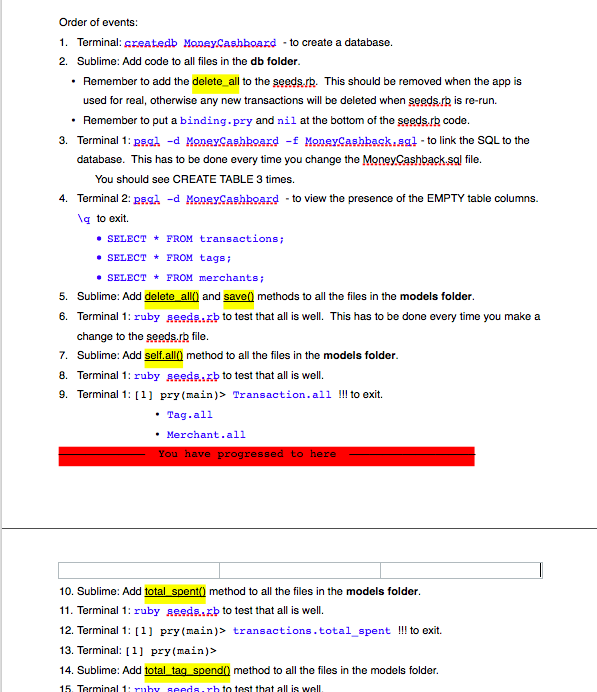 Order of events:
1. Terminal: createdb MoneyCashboard - to create a database.
2. Sublime: Add code to all files in the db folder.
• Remember to add the delete_all to the seeds.rb. This should be removed when the app is
used for real, otherwise any new transactions will be deleted when seeds.rb is re-run.
• Remember to put a binding.pry and nil at the bottom of the seeds.rb code.
3. Terminal 1: psql -d MoneyCashboard -f MoneyCashback.sql - to link the SQL to the
database. This has to be done every time you change the MoneyCashback.sql file.
You should see CREATE TABLE 3 times.
4. Terminal 2: psql -d MoneyCashboard - to view the presence of the EMPTY table columns.
\q to exit.
• SELECT * FROM transactions;
• SELECT * FROM tags;
• SELECT * FROM merchants;
5. Sublime: Add delete_all() and save() methods to all the files in the models folder.
6. Terminal 1: ruby seeds.rb to test that all is well. This has to be done every time you make a
change to the seeds.rb file.
7. Sublime: Add self.all() method to all the files in the models folder.
8. Terminal 1: ruby seeds.rb to test that all is well.
9. Terminal 1: [1] pry(main)> Transaction.all !!! to exit.
• Tag.all
• Merchant.all
You have progressed to here
10. Sublime: Add total_spent() method to all the files in the models folder.
11. Terminal 1: ruby seeds.rb to test that all is well.
12. Terminal 1: [1] pry(main)> transactions.total_spent !!! to exit.
13. Terminal: [1] pry(main)>
14. Sublime: Add total_tag_spend() method to all the files in the models folder.
15. Terminal 1: ruby seeds.rb to test that all is well.